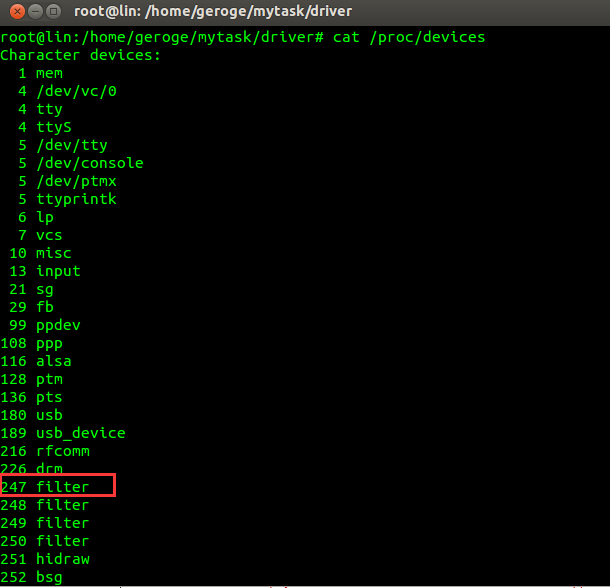 root@lin: /home/geroge/mytask/driver
root@lin:/home/geroge/mytask/driver# cat /proc/devices
Character devices:
  1 mem
  4 /dev/vc/0
  4 tty
  4 ttyS
  5 /dev/tty
  5 /dev/console
  5 /dev/ptmx
  5 ttyprintk
  6 lp
  7 vcs
 10 misc
 13 input
 21 sg
 29 fb
 99 ppdev
108 ppp
116 alsa
128 ptm
136 pts
180 usb
189 usb_device
216 rfcomm
226 drm
247 filter
248 filter
249 filter
250 filter
251 hidraw
252 bsg